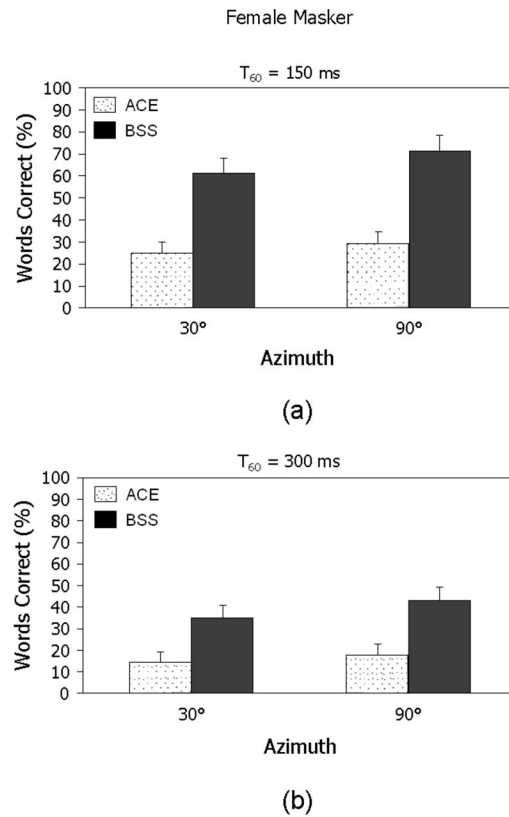 Female Masker
T₆₀ = 150 ms
Words Correct (%)
100
90
80
70
60
50
40
30
20
10
0
ACE
BSS
30°
90°
Azimuth
(a)
T₆₀ = 300 ms
Words Correct (%)
100
90
80
70
60
50
40
30
20
10
0
ACE
BSS
30°
90°
Azimuth
(b)